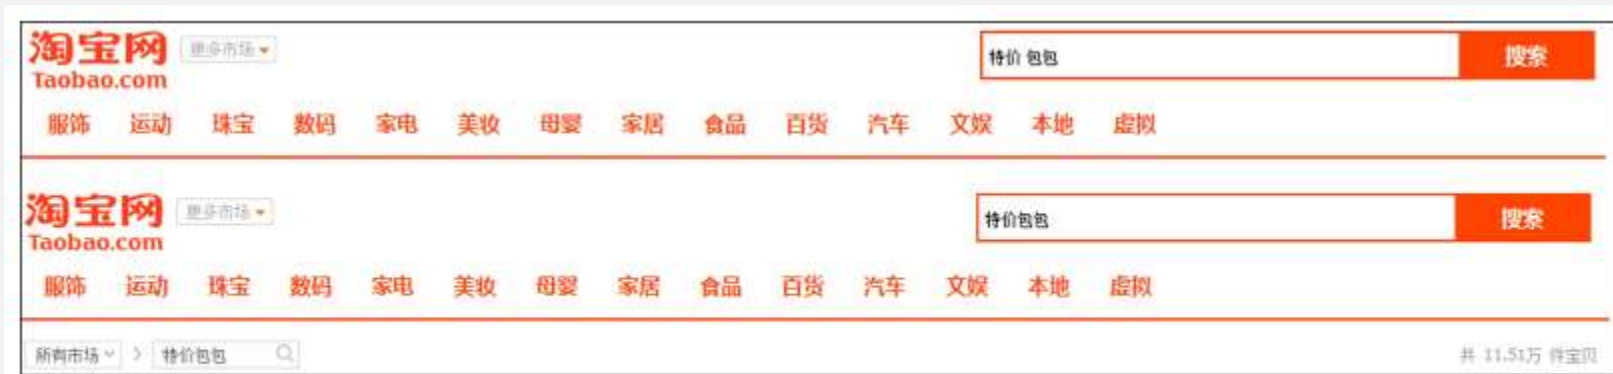 淘宝网 更多市场
特价 包包 搜索
Taobao.com
服饰 运动 珠宝 数码 家电 美妆 母婴 家居 食品 百货 汽车 文娱 本地 虚拟
淘宝网 更多市场
特价包包 搜索
Taobao.com
服饰 运动 珠宝 数码 家电 美妆 母婴 家居 食品 百货 汽车 文娱 本地 虚拟
所有市场 > 特价包包 共 11.51万 件宝贝